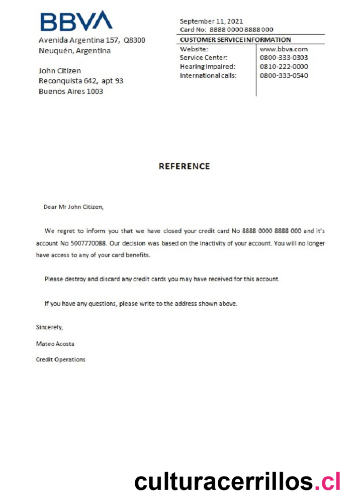 BBVA
Avenida Argentina 157, Q8300
Neuquén, Argentina
John Citizen
Reconquista 642, apt 93
Buenos Aires 1003
September 11, 2021
Card No: 8888 0000 8888 000
CUSTOMER SERVICE INFORMATION
Website: www.bbva.com
Service Center: 0800-333-0303
Hearing Impaired: 0810-222-0000
International calls: 0800-333-0540
REFERENCE
Dear Mr John Citizen,
We regret to inform you that we have closed your credit card No 8888 0000 8888 000 and it's
account No 5007770088. Our decision was based on the inactivity of your account. You will no longer
have access to any of your card benefits.
Please destroy and discard any credit cards you may have received for this account.
If you have any questions, please write to the address shown above.
Sincerely,
Mateo Acosta
Credit Operations
culturacerrillos.cl